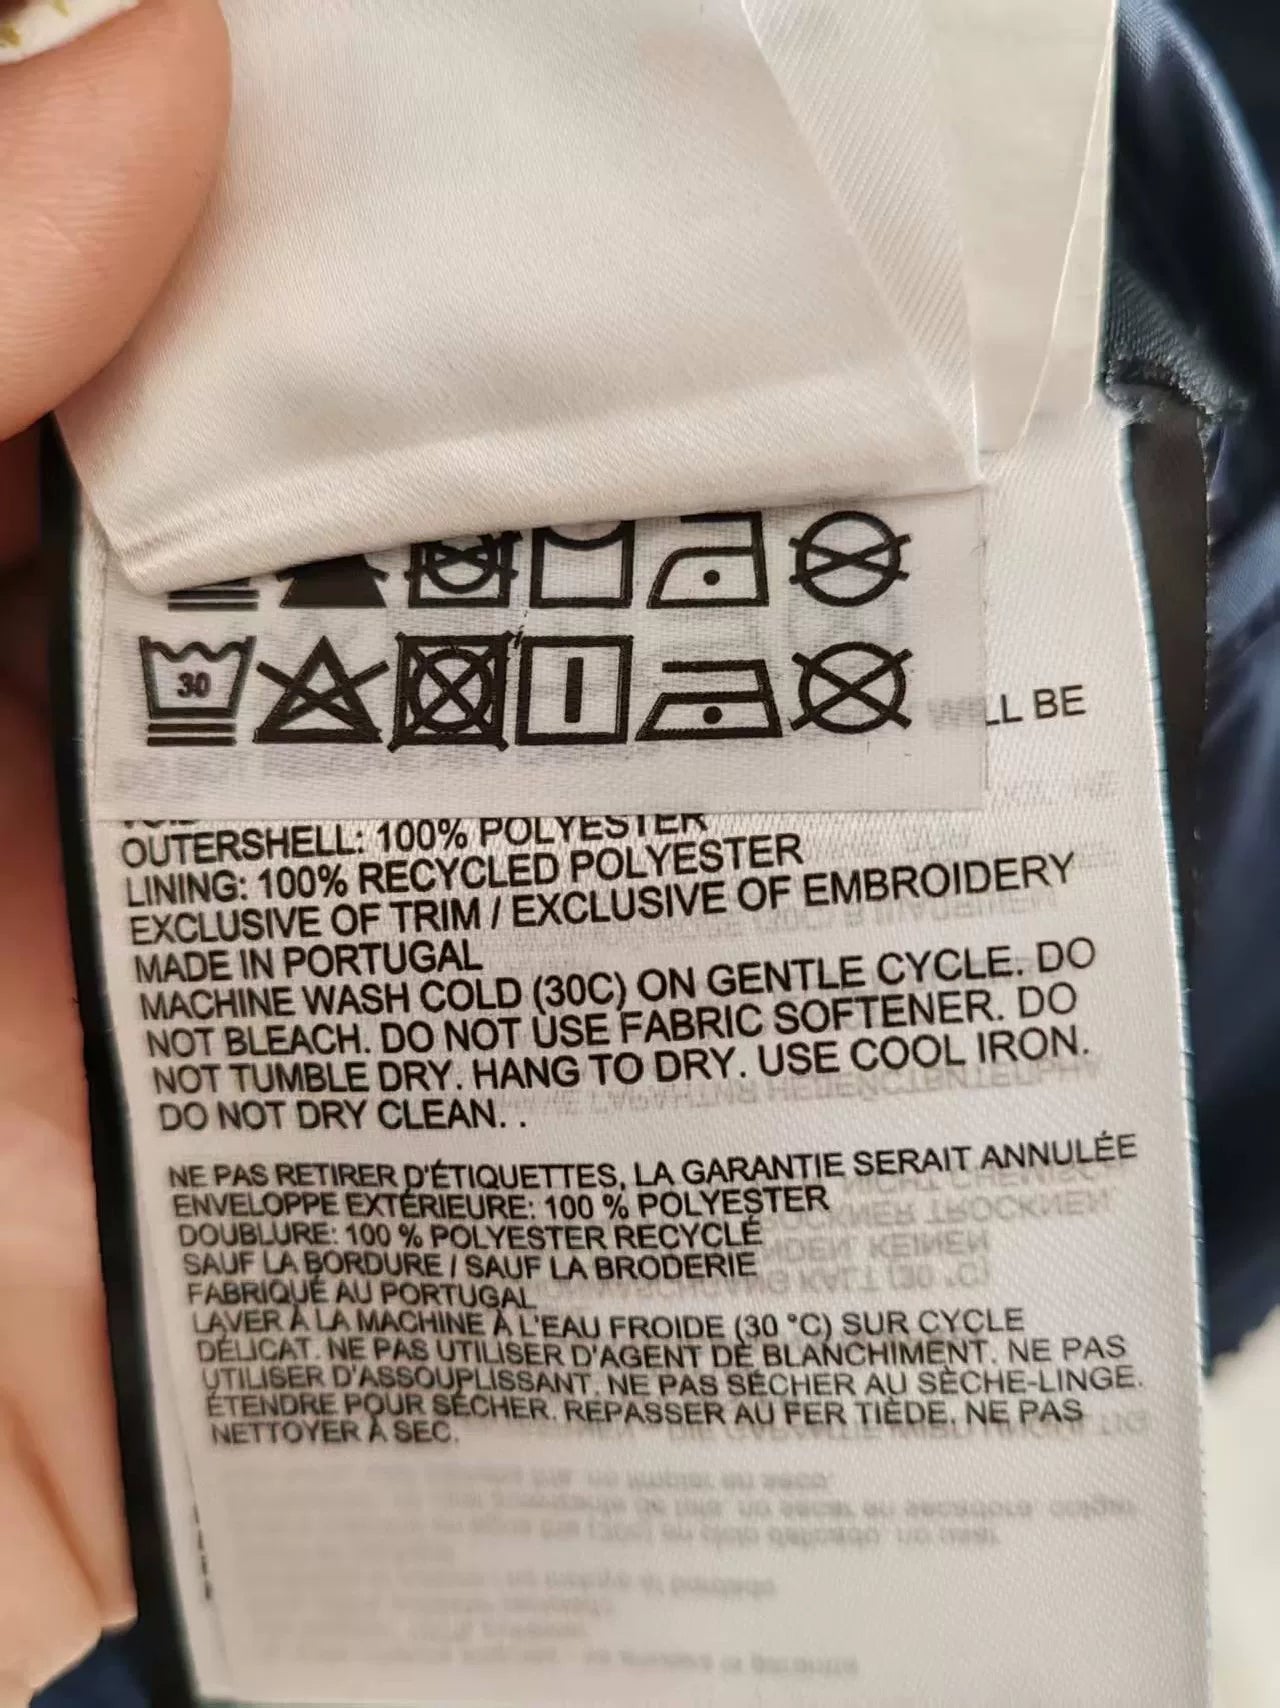 30
LL BE
OUTERSHELL: 100% POLYESTER
LINING: 100% RECYCLED POLYESTER
EXCLUSIVE OF TRIM / EXCLUSIVE OF EMBROIDERY
MADE IN PORTUGAL
MACHINE WASH COLD (30C) ON GENTLE CYCLE. DO
NOT BLEACH. DO NOT USE FABRIC SOFTENER. DO
NOT TUMBLE DRY. HANG TO DRY. USE COOL IRON.
DO NOT DRY CLEAN. .
NE PAS RETIRER D'ÉTIQUETTES, LA GARANTIE SERAIT ANNULÉE
ENVELOPPE EXTÉRIEURE: 100 % POLYESTER
DOUBLURE: 100 % POLYESTER RECYCLÉ
SAUF LA BORDURE / SAUF LA BRODERIE
FABRIQUÉ AU PORTUGAL
LAVER À LA MACHINE À L'EAU FROIDE (30 °C) SUR CYCLE
DÉLICAT. NE PAS UTILISER D'AGENT DE BLANCHIMENT. NE PAS
UTILISER D'ASSOUPLISSANT. NE PAS SÉCHER AU SÈCHE-LINGE.
ÉTENDRE POUR SÉCHER. REPASSER AU FER TIÈDE. NE PAS
NETTOYER À SEC.